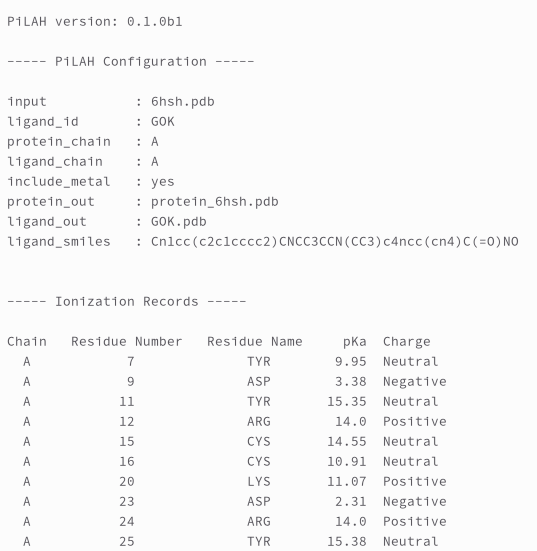 PiLAH version: 0.1.0b1
----- PiLAH Configuration -----
input : 6hsh.pdb
ligand_id : GOK
protein_chain : A
ligand_chain : A
include_metal : yes
protein_out : protein_6hsh.pdb
ligand_out : GOK.pdb
ligand_smiles : Cn1cc(c2c1cccc2)CNCC3CCN(CC3)c4ncc(cn4)C(=O)NO
----- Ionization Records -----
Chain Residue Number Residue Name pKa Charge
A 7 TYR 9.95 Neutral
A 9 ASP 3.38 Negative
A 11 TYR 15.35 Neutral
A 12 ARG 14.0 Positive
A 15 CYS 14.55 Neutral
A 16 CYS 10.91 Neutral
A 20 LYS 11.07 Positive
A 23 ASP 2.31 Negative
A 24 ARG 14.0 Positive
A 25 TYR 15.38 Neutral